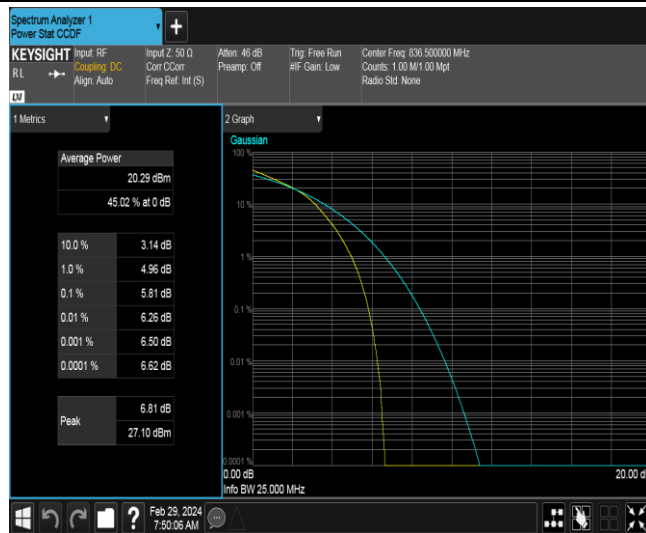 Spectrum Analyzer 1
Power Stat CCDF
KEYSIGHT
RL
Input: RF
Coupling: DC
Align: Auto
Input Z: 50 Ω
Corr CCorr
Freq Ref: Int (S)
Atten: 46 dB
Preamp: Off
Trig: Free Run
#IF Gain: Low
Center Freq: 836.500000 MHz
Counts: 1.00 M/1.00 Mpt
Radio Std: None
1 Metrics
Average Power
20.29 dBm
45.02 % at 0 dB
10.0 % 3.14 dB
1.0 % 4.96 dB
0.1 % 5.81 dB
0.01 % 6.26 dB
0.001 % 6.50 dB
0.0001 % 6.62 dB
Peak
6.81 dB
27.10 dBm
2 Graph
Gaussian
100 %
10 %
1 %
0.1 %
0.01 %
0.001 %
0.0001 %
0.00 dB
20.00 d
Info BW 25.000 MHz
?
Feb 29, 2024
7:50:06 AM